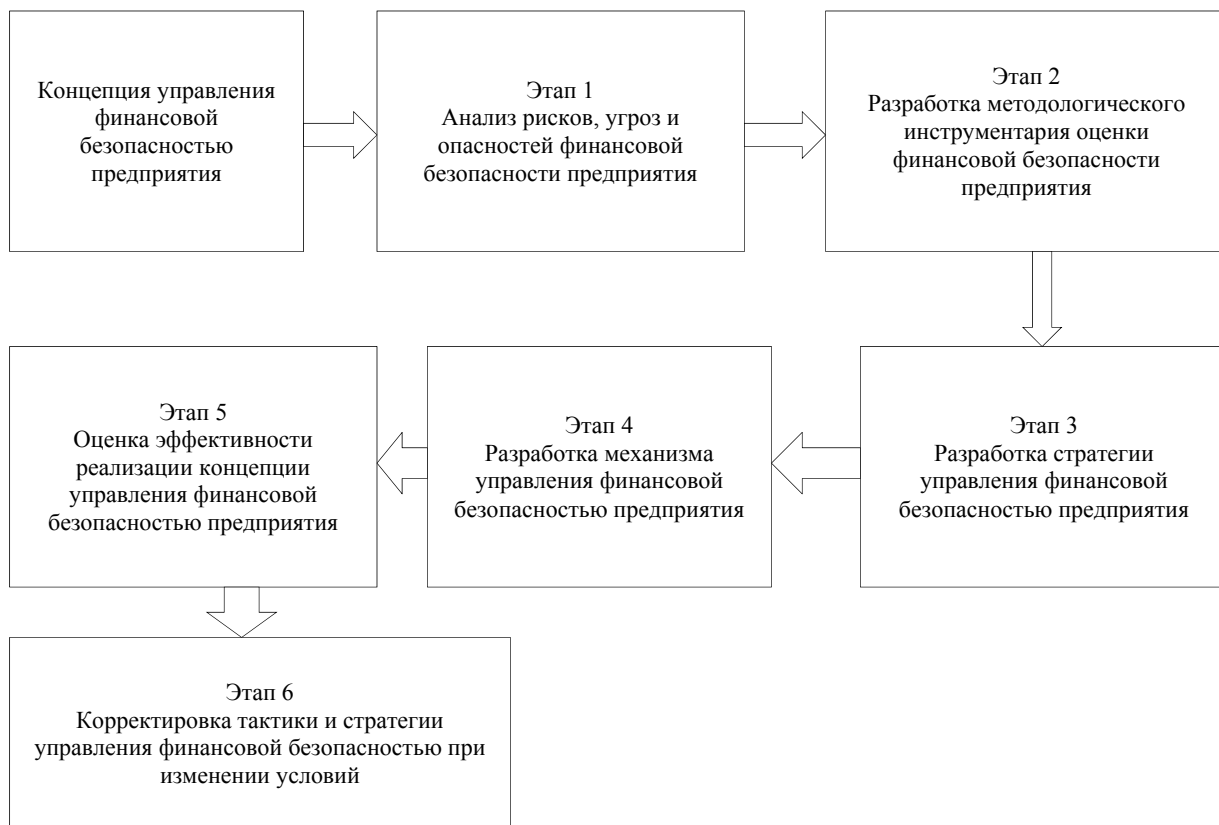 Концепция управления
финансовой
безопасностью
предприятия
Этап 1
Анализ рисков, угроз и
опасностей финансовой
безопасности предприятия
Этап 2
Разработка методологического
инструментария оценки
финансовой безопасности
предприятия
Этап 3
Разработка стратегии
управления финансовой
безопасностью предприятия
Этап 4
Разработка механизма
управления финансовой
безопасностью предприятия
Этап 5
Оценка эффективности
реализации концепции
управления финансовой
безопасностью предприятия
Этап 6
Корректировка тактики и стратегии
управления финансовой безопасностью при
изменении условий